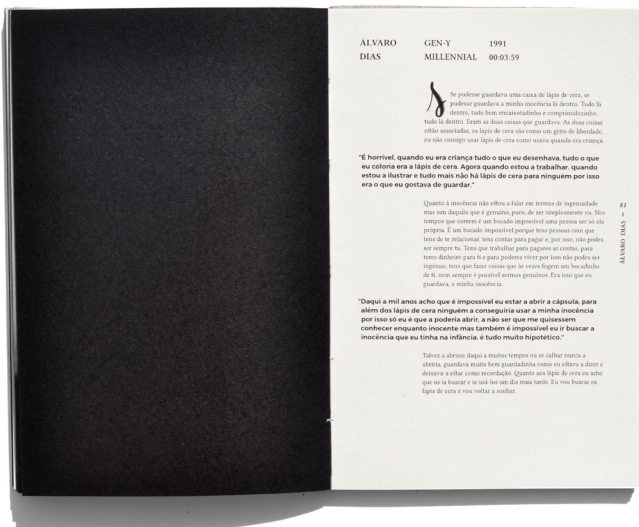 ÁLVARO GEN-Y 1991
DIAS MILLENNIAL 00:03:59
Se pudesse guardava uma caixa de lápis de cera, se
pudesse guardava a minha inocência lá dentro. Tudo lá
dentro, tudo bem encaixotadinho e comprimidozinho,
tudo lá dentro. Eram as duas coisas que guardava. As duas coisas
estão associadas, os lápis de cera são como um grito de liberdade,
eu não consigo usar lápis de cera como usava quando era criança.
"É horrível, quando eu era criança tudo o que eu desenhava, tudo o que
eu coloria era a lápis de cera. Agora quando estou a trabalhar, quando
estou a ilustrar e tudo mais não há lápis de cera para ninguém por isso
era o que eu gostava de guardar."
Quanto à inocência não estou a falar em termos de ingenuidade
mas sim daquilo que é genuíno, puro, de ser simplesmente eu. Nos
tempos que correm é um bocado impossível uma pessoa ser só ela
própria. É um bocado impossível porque tens pessoas com que
tens de te relacionar, tens contas para pagar e, por isso, não podes
ser sempre tu. Tens que trabalhar para pagares as contas, para
teres dinheiro para ti e para poderes viver por isso não podes ser
ingénuo, tens que fazer coisas que às vezes fogem um bocadinho
de ti, nem sempre é possível sermos genuínos. Era isso que eu
guardava, a minha inocência.
"Daqui a mil anos acho que é impossível eu estar a abrir a cápsula, para
além dos lápis de cera ninguém a conseguiria usar a minha inocência
por isso só eu é que a poderia abrir, a não ser que me quisessem
conhecer enquanto inocente mas também é impossível eu ir buscar a
inocência que eu tinha na infância, é tudo muito hipotético."
Talvez a abrisse daqui a muitos tempos ou se calhar nunca a
abriria, guardava muito bem guardadinha como eu estava a dizer e
deixava-a estar como recordação. Quanto aos lápis de cera eu acho
que os ia buscar e ia usá-los um dia mais tarde. Eu vou buscar os
lápis de cera e vou voltar a sonhar.
81 – ÁLVARO DIAS